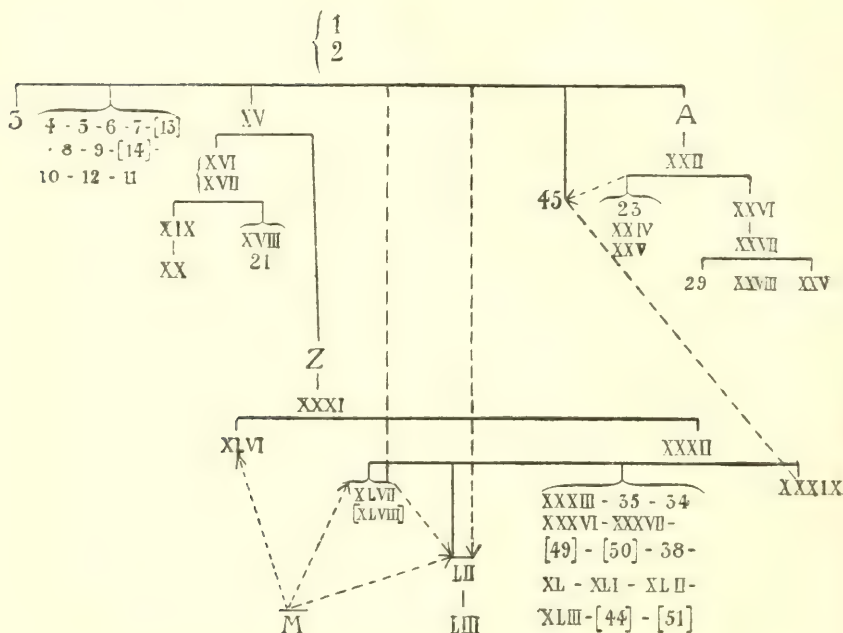 1
2
3
4 - 5 - 6 - 7 - [13]
- 8 - 9 - [14] -
10 - 12 - 11
XV
A
XVI
XVII
XXII
45
23
XXIV
XXV
XXVI
XIX
XVIII
21
XX
XXVII
29
XXVIII
XXV
Z
XXXI
XLVI
XXXII
XLVII
[XLVIII]
XXXIII - 35 - 34
XXXVI - XXXVII -
[49] - [50] - 38 -
XL - XLI - XLII -
XLIII - [44] - [51]
XXXIX
LII
M
LIII